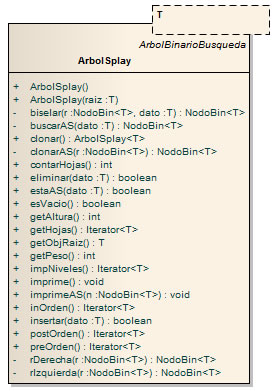 T
ArbolBinarioBusqueda
ArbolSplay
+ ArbolSplay()
+ ArbolSplay(raiz :T)
- biselar(r :NodoBin<T>, dato :T) : NodoBin<T>
- buscarAS(dato :T) : NodoBin<T>
+ clonar() : ArbolSplay<T>
- clonarAS(r :NodoBin<T>) : NodoBin<T>
+ contarHojas() : int
+ eliminar(dato :T) : boolean
+ estaAS(dato :T) : boolean
+ esVacio() : boolean
+ getAltura() : int
+ getHojas() : Iterator<T>
+ getObjRaiz() : T
+ getPeso() : int
+ impNiveles() : Iterator<T>
+ imprime() : void
- imprimeAS(n :NodoBin<T>) : void
+ inOrden() : Iterator<T>
+ insertar(dato :T) : boolean
+ postOrden() : Iterator<T>
+ preOrden() : Iterator<T>
- rDerecha(r :NodoBin<T>) : NodoBin<T>
- rIzquierda(r :NodoBin<T>) : NodoBin<T>